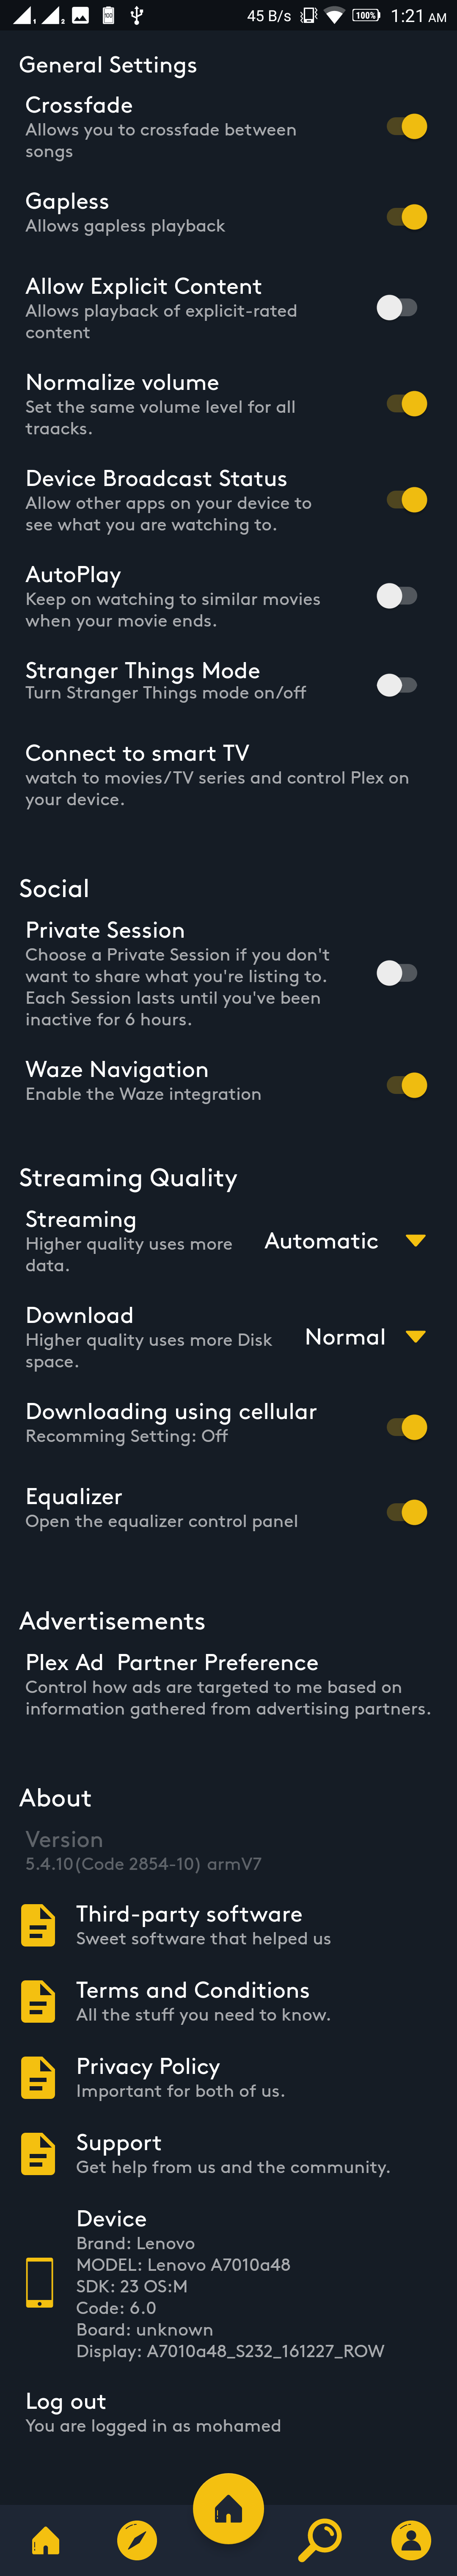 1 2 100 45 B/s 100% 1:21 AM
General Settings
Crossfade
Allows you to crossfade between
songs
Gapless
Allows gapless playback
Allow Explicit Content
Allows playback of explicit-rated
content
Normalize volume
Set the same volume level for all
traacks.
Device Broadcast Status
Allow other apps on your device to
see what you are watching to.
AutoPlay
Keep on watching to similar movies
when your movie ends.
Stranger Things Mode
Turn Stranger Things mode on/off
Connect to smart TV
watch to movies/TV series and control Plex on
your device.
Social
Private Session
Choose a Private Session if you don't
want to share what you're listing to.
Each Session lasts until you've been
inactive for 6 hours.
Waze Navigation
Enable the Waze integration
Streaming Quality
Streaming
Higher quality uses more
data.
Automatic
Download
Higher quality uses more Disk
space.
Normal
Downloading using cellular
Recomming Setting: Off
Equalizer
Open the equalizer control panel
Advertisements
Plex Ad Partner Preference
Control how ads are targeted to me based on
information gathered from advertising partners.
About
Version
5.4.10(Code 2854-10) armV7
Third-party software
Sweet software that helped us
Terms and Conditions
All the stuff you need to know.
Privacy Policy
Important for both of us.
Support
Get help from us and the community.
Device
Brand: Lenovo
MODEL: Lenovo A7010a48
SDK: 23 OS:M
Code: 6.0
Board: unknown
Display: A7010a48_S232_161227_ROW
Log out
You are logged in as mohamed